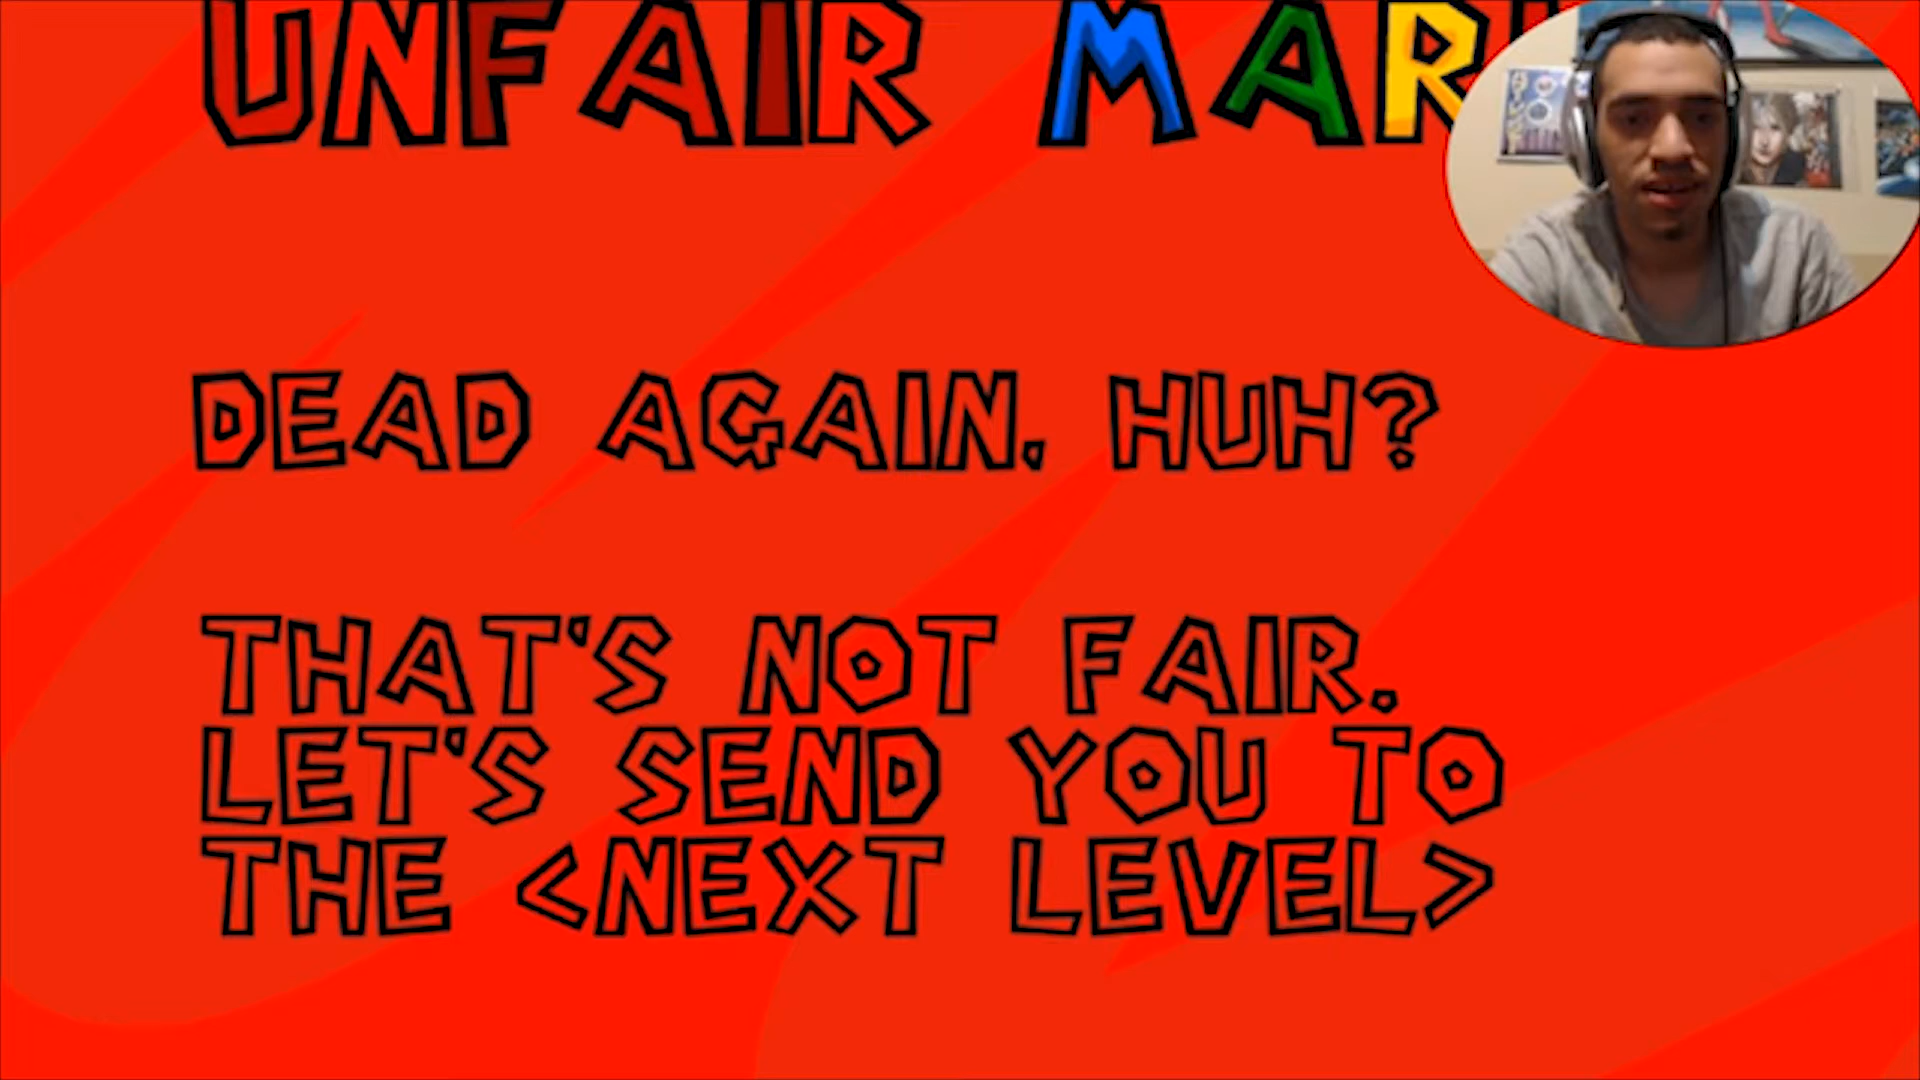 UNFAIR MAR
DEAD AGAIN. HUH?
THAT'S NOT FAIR.
LET'S SEND YOU TO
THE <NEXT LEVEL>